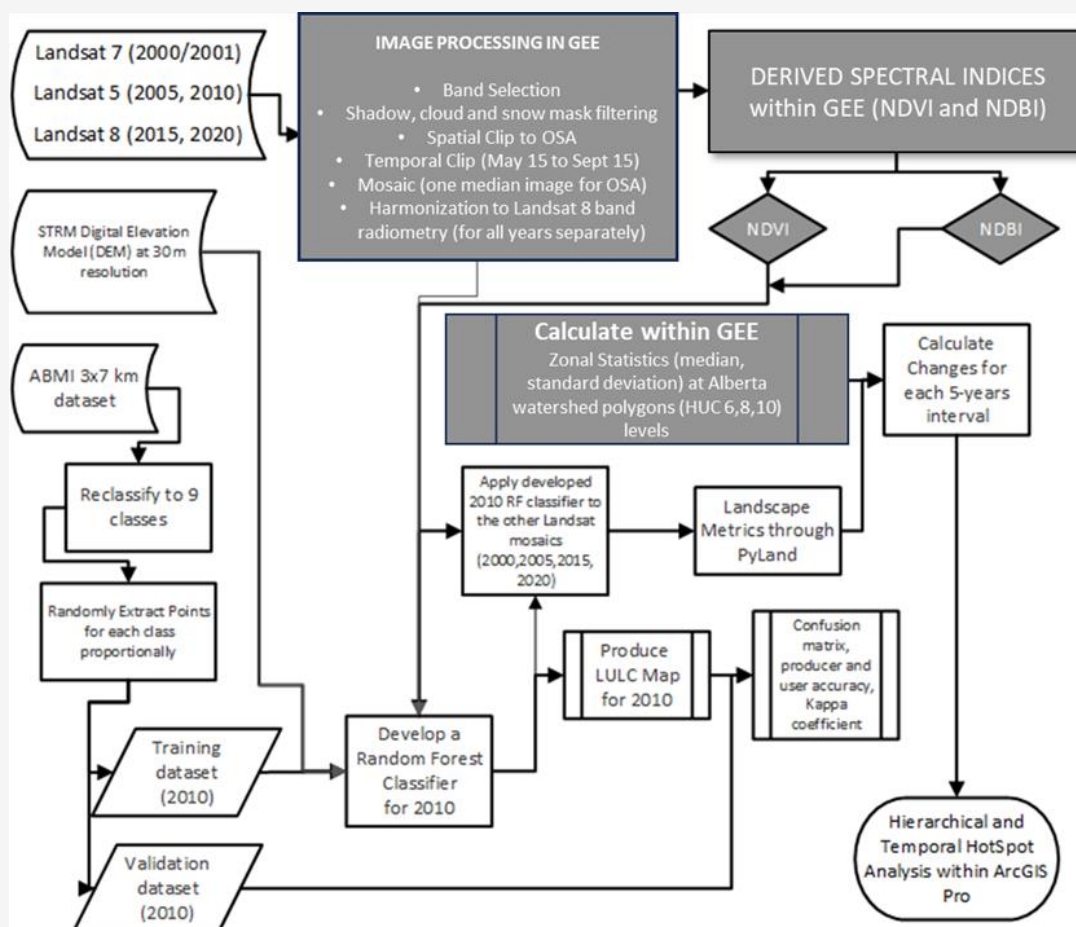 Landsat 7 (2000/2001)
Landsat 5 (2005, 2010)
Landsat 8 (2015, 2020)
IMAGE PROCESSING IN GEE
• Band Selection
• Shadow, cloud and snow mask filtering
• Spatial Clip to OSA
• Temporal Clip (May 15 to Sept 15)
• Mosaic (one median image for OSA)
• Harmonization to Landsat 8 band
radiometry (for all years separately)
DERIVED SPECTRAL INDICES
within GEE (NDVI and NDBI)
NDVI
NDBI
STRM Digital Elevation
Model (DEM) at 30 m
resolution
Calculate within GEE
Zonal Statistics (median,
standard deviation) at Alberta
watershed polygons (HUC 6,8,10)
levels
Calculate
Changes for
each 5-years
interval
ABMI 3x7 km
dataset
Reclassify to 9
classes
Apply developed
2010 RF classifier to
the other Landsat
mosaics
(2000,2005,2015,
2020)
Landscape
Metrics through
PyLand
Randomly Extract Points
for each class
proportionally
Produce
LULC Map
for 2010
Confusion
matrix,
producer and
user accuracy,
Kappa
coefficient
Training
dataset
(2010)
Develop a
Random Forest
Classifier
for 2010
Validation
dataset
(2010)
Hierarchical and
Temporal HotSpot
Analysis within ArcGIS
Pro